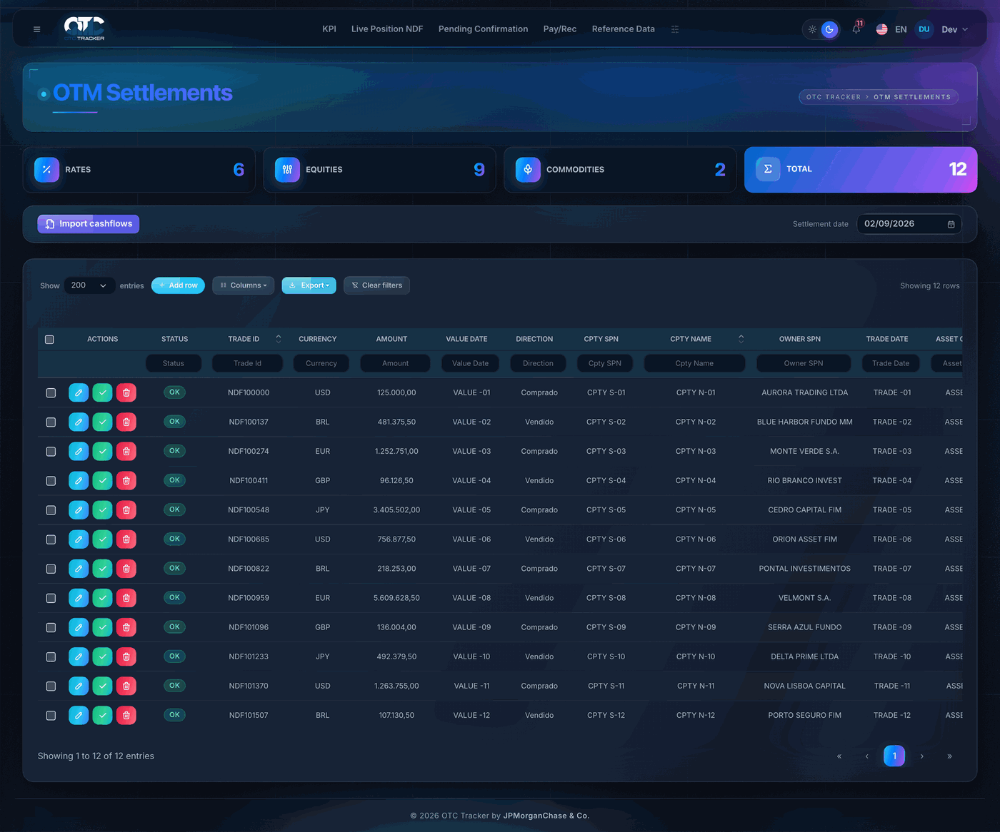 OTC TRACKER
KPI Live Position NDF Pending Confirmation Pay/Rec Reference Data 11 EN DU Dev
OTM Settlements
OTC TRACKER > OTM SETTLEMENTS
RATES 6 EQUITIES 9 COMMODITIES 2 TOTAL 12
Import cashflows Settlement date 02/09/2026
Show 200 entries + Add row Columns Export Clear filters Showing 12 rows
ACTIONS STATUS TRADE ID CURRENCY AMOUNT VALUE DATE DIRECTION CPTY SPN CPTY NAME OWNER SPN TRADE DATE ASSET C
Status Trade Id Currency Amount Value Date Direction Cpty SPN Cpty Name Owner SPN Trade Date Asset
OK NDF100000 USD 125.000,00 VALUE -01 Comprado CPTY S-01 CPTY N-01 AURORA TRADING LTDA TRADE -01 ASSE
OK NDF100137 BRL 481.375,50 VALUE -02 Vendido CPTY S-02 CPTY N-02 BLUE HARBOR FUNDO MM TRADE -02 ASSE
OK NDF100274 EUR 1.252.751,00 VALUE -03 Comprado CPTY S-03 CPTY N-03 MONTE VERDE S.A. TRADE -03 ASSE
OK NDF100411 GBP 96.126,50 VALUE -04 Vendido CPTY S-04 CPTY N-04 RIO BRANCO INVEST TRADE -04 ASSE
OK NDF100548 JPY 3.405.502,00 VALUE -05 Comprado CPTY S-05 CPTY N-05 CEDRO CAPITAL FIM TRADE -05 ASSE
OK NDF100685 USD 756.877,50 VALUE -06 Vendido CPTY S-06 CPTY N-06 ORION ASSET FIM TRADE -06 ASSE
OK NDF100822 BRL 218.253,00 VALUE -07 Comprado CPTY S-07 CPTY N-07 PONTAL INVESTIMENTOS TRADE -07 ASSE
OK NDF100959 EUR 5.609.628,50 VALUE -08 Vendido CPTY S-08 CPTY N-08 VELMONT S.A. TRADE -08 ASSE
OK NDF101096 GBP 136.004,00 VALUE -09 Comprado CPTY S-09 CPTY N-09 SERRA AZUL FUNDO TRADE -09 ASSE
OK NDF101233 JPY 492.379,50 VALUE -10 Vendido CPTY S-10 CPTY N-10 DELTA PRIME LTDA TRADE -10 ASSE
OK NDF101370 USD 1.263.755,00 VALUE -11 Comprado CPTY S-11 CPTY N-11 NOVA LISBOA CAPITAL TRADE -11 ASSE
OK NDF101507 BRL 107.130,50 VALUE -12 Vendido CPTY S-12 CPTY N-12 PORTO SEGURO FIM TRADE -12 ASSE
Showing 1 to 12 of 12 entries « ‹ 1 › »
© 2026 OTC Tracker by JPMorganChase & Co.